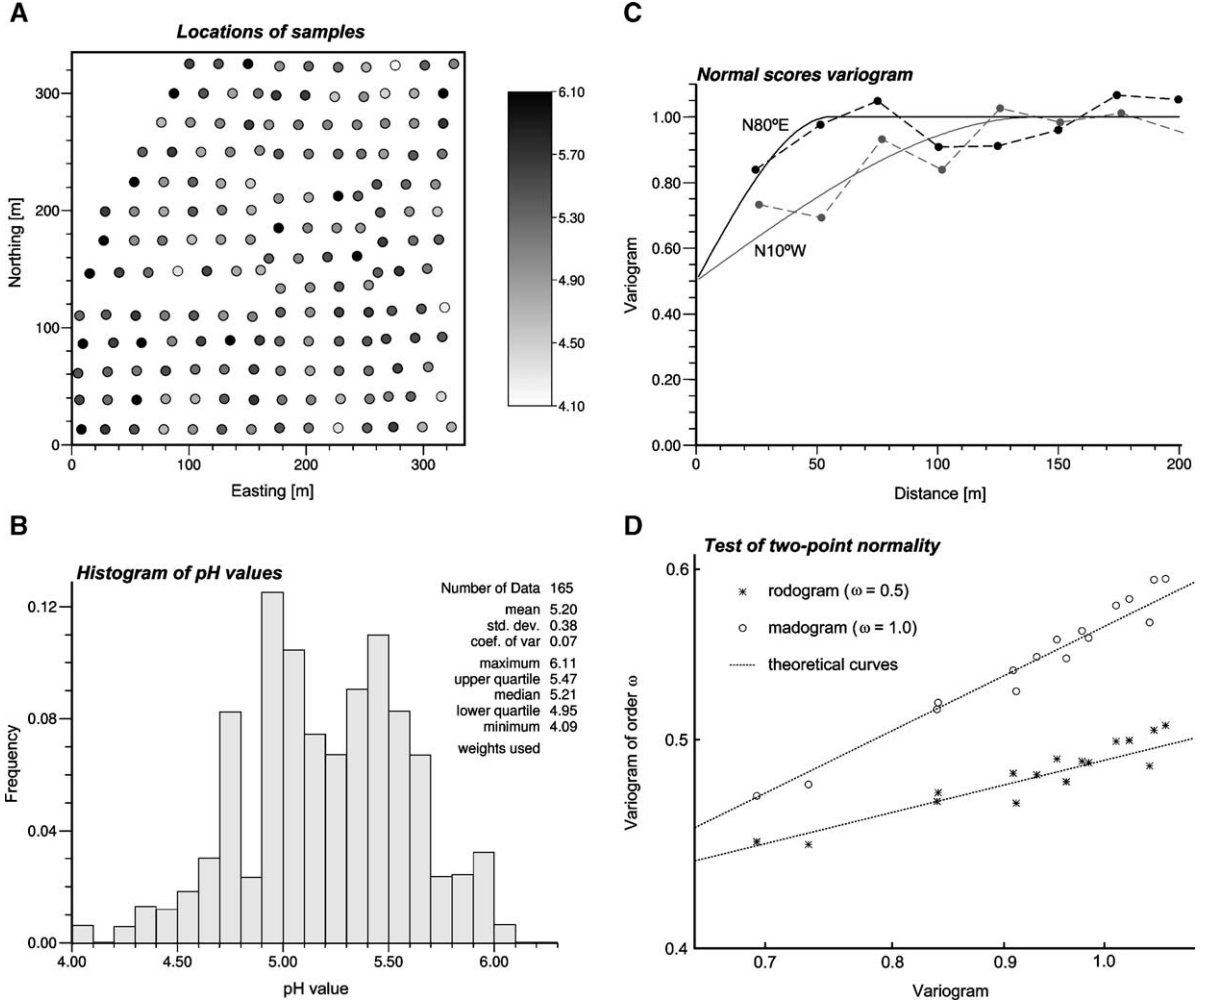 A
Locations of samples
300
200
100
0
Northing [m]
0
100
200
300
Easting [m]
6.10
5.70
5.30
4.90
4.50
4.10
B
Histogram of pH values
Number of Data 165
mean 5.20
std. dev. 0.38
coef. of var 0.07
maximum 6.11
upper quartile 5.47
median 5.21
lower quartile 4.95
minimum 4.09
weights used
0.12
0.08
0.04
0.00
Frequency
4.00
4.50
5.00
5.50
6.00
pH value
C
Normal scores variogram
N80ºE
N10ºW
1.00
0.80
0.60
0.40
0.20
0.00
Variogram
0
50
100
150
200
Distance [m]
D
Test of two-point normality
rodogram (ω = 0.5)
madogram (ω = 1.0)
theoretical curves
0.6
0.5
0.4
Variogram of order ω
0.7
0.8
0.9
1.0
Variogram